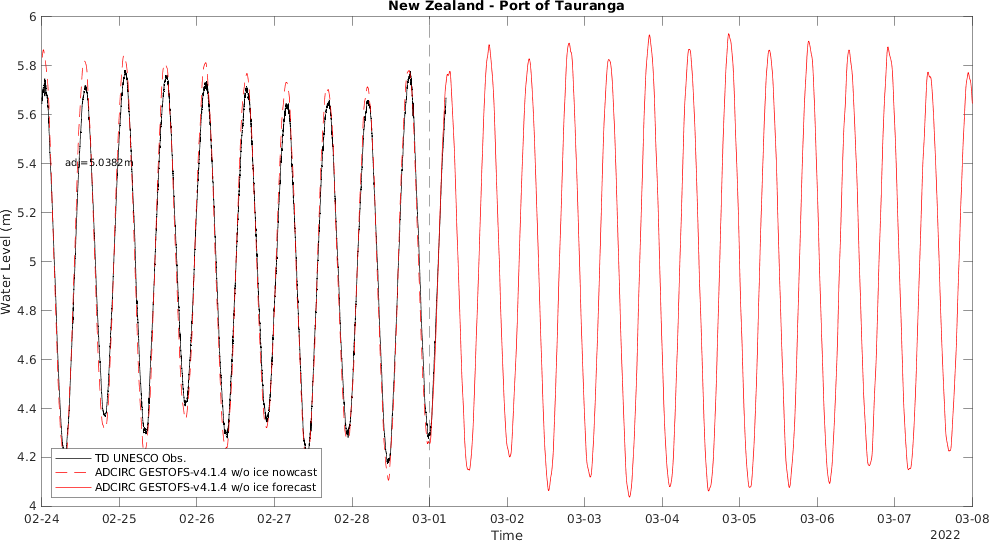 New Zealand - Port of Tauranga
6
5.8
5.6
5.4
5.2
5
4.8
4.6
4.4
4.2
4
Water Level (m)
adj=5.0382m
TD UNESCO Obs.
ADCIRC GESTOFS-v4.1.4 w/o ice nowcast
ADCIRC GESTOFS-v4.1.4 w/o ice forecast
02-24 02-25 02-26 02-27 02-28 03-01 03-02 03-03 03-04 03-05 03-06 03-07 03-08
Time
2022